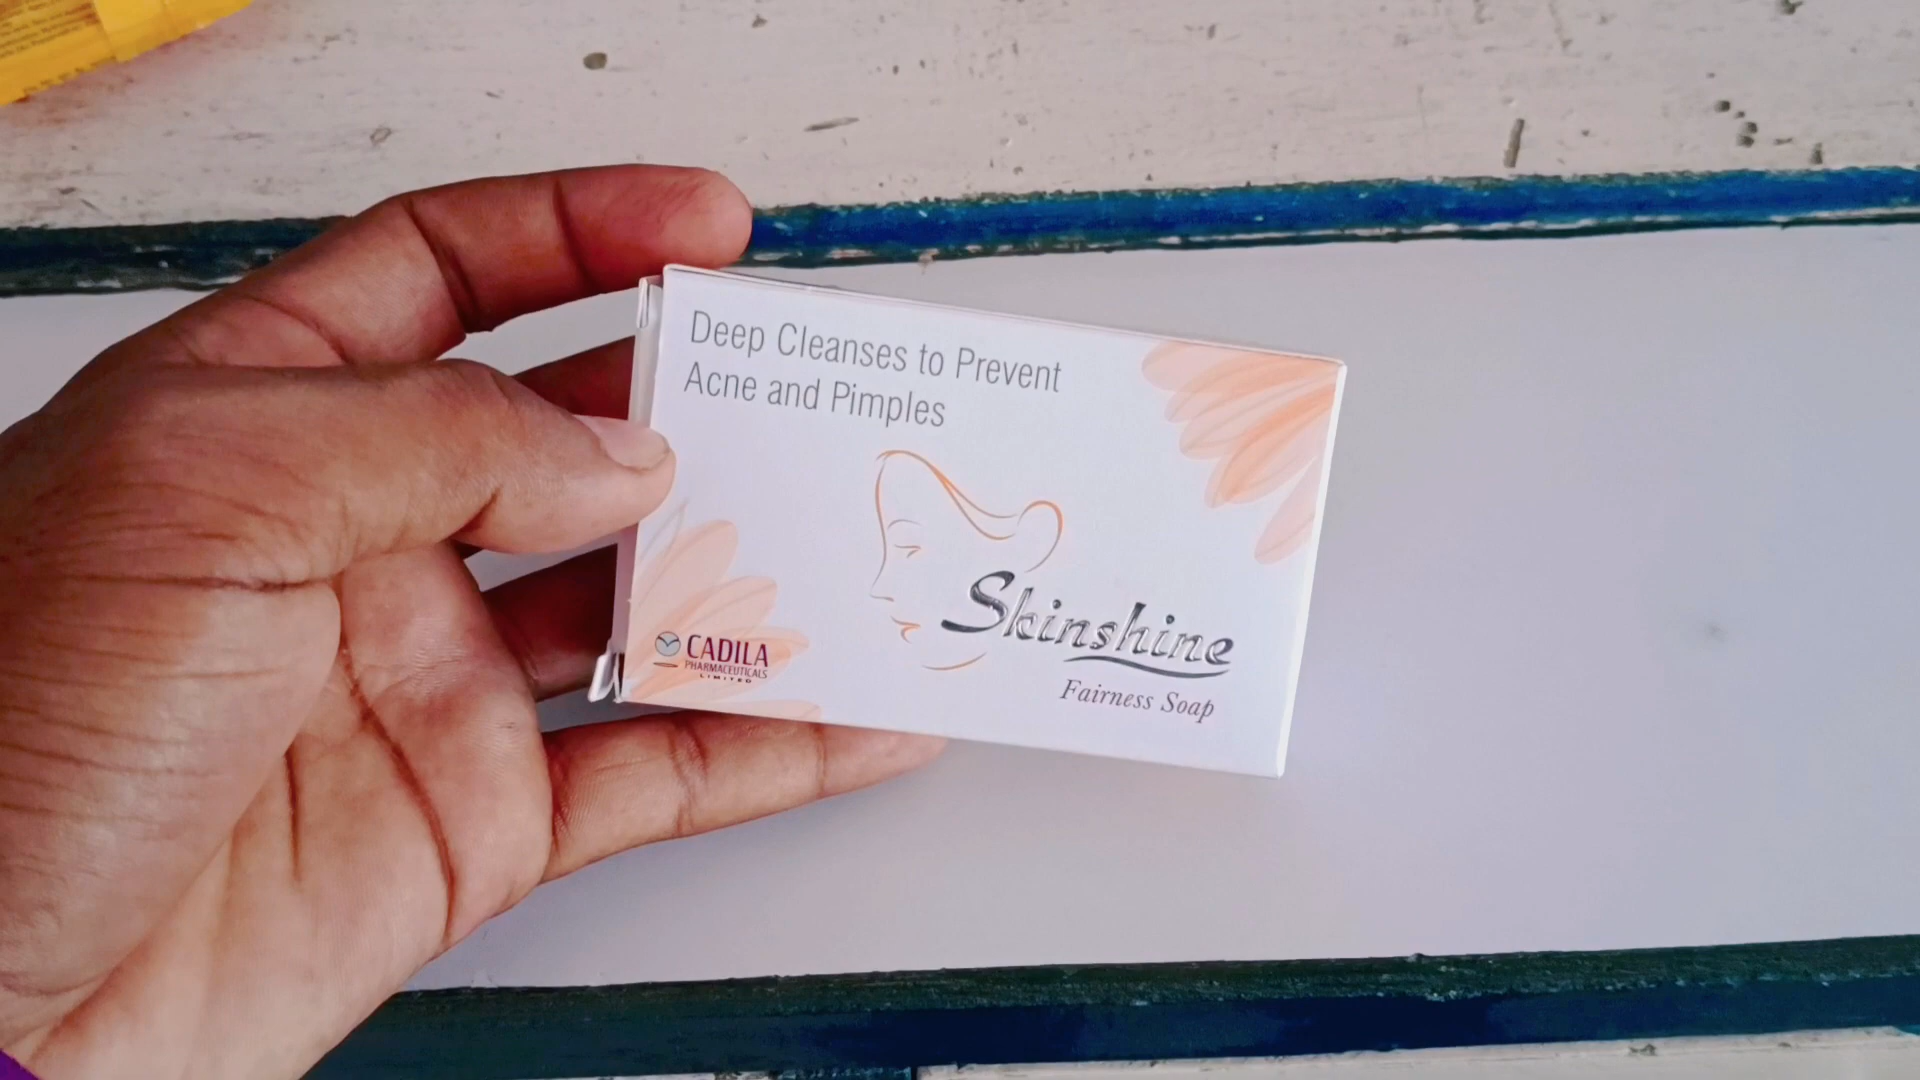 Deep Cleanses to Prevent
Acne and Pimples
Skinshine
Fairness Soap
CADILA
PHARMACEUTICALS
LIMITED